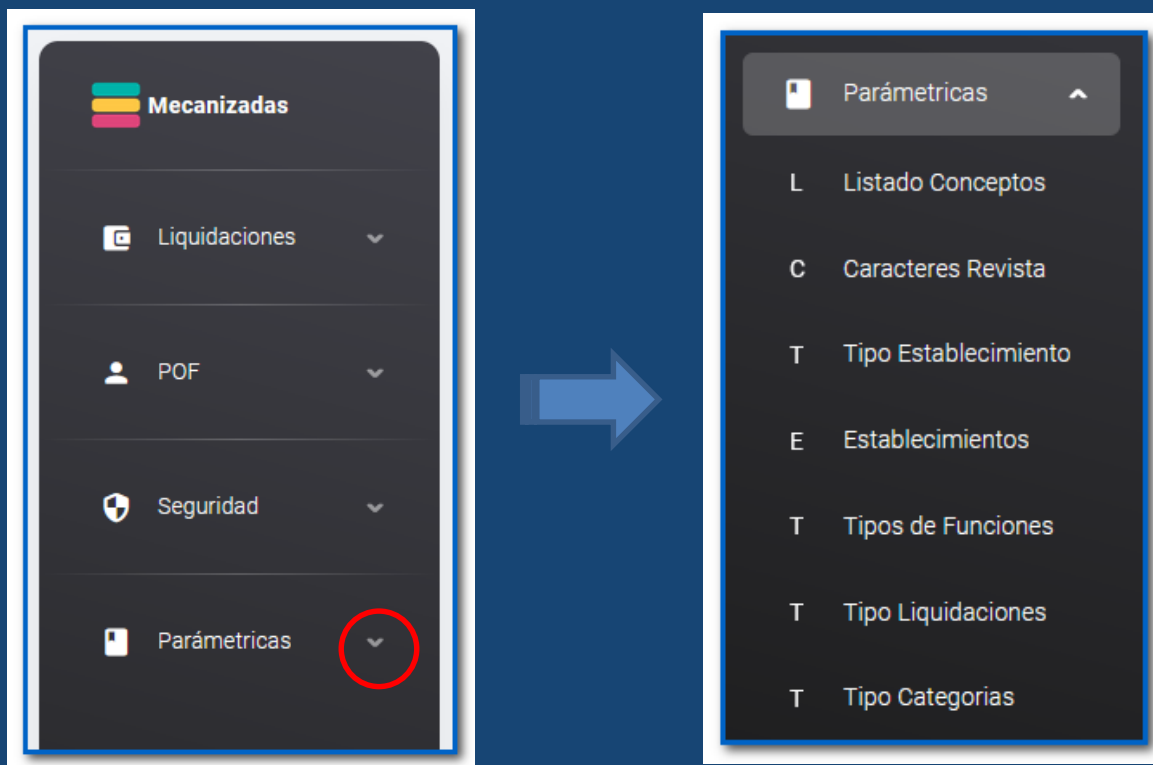 Mecanizadas
Liquidaciones
POF
Seguridad
Parámetricas
Parámetricas
L Listado Conceptos
C Caracteres Revista
T Tipo Establecimiento
E Establecimientos
T Tipos de Funciones
T Tipo Liquidaciones
T Tipo Categorias